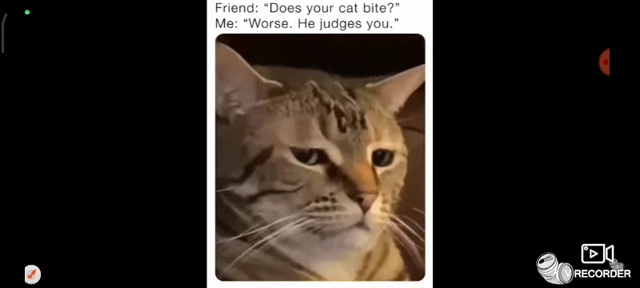 Friend: “Does your cat bite?”
Me: “Worse. He judges you.”
RECORDER